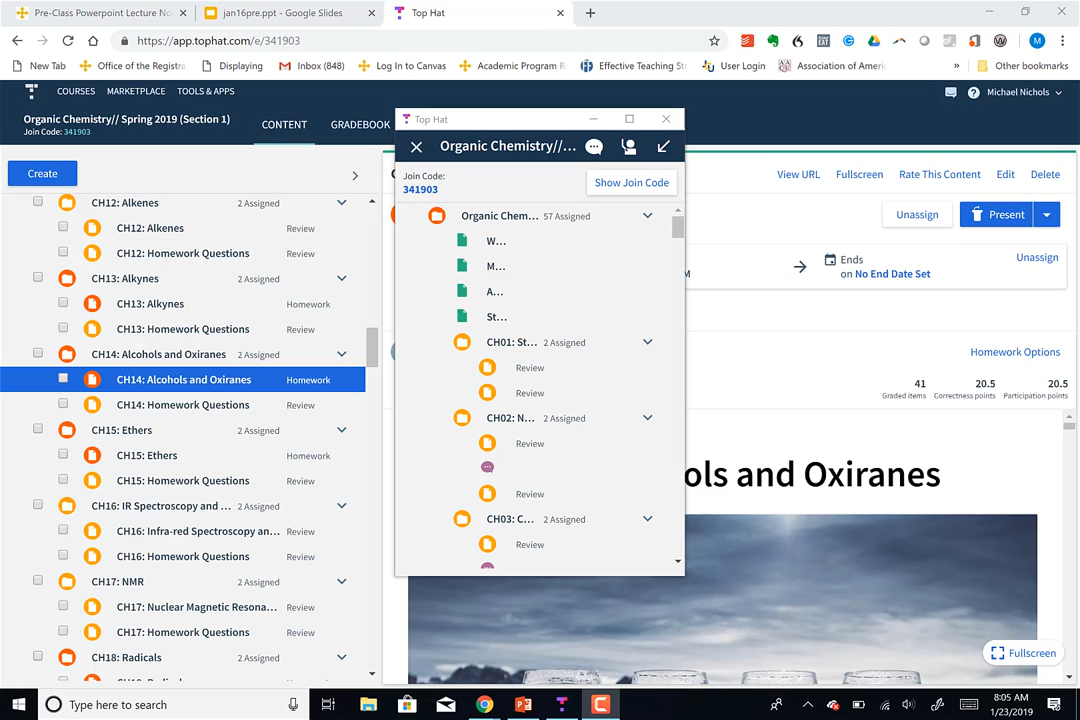 Pre-Class Powerpoint Lecture No
jan16pre.ppt - Google Slides
Top Hat
https://app.tophat.com/e/341903
New Tab
Office of the Registra
Displaying
Inbox (848)
Log In to Canvas
Academic Program R
Effective Teaching St
User Login
Association of Ameri
»
Other bookmarks
COURSES
MARKETPLACE
TOOLS & APPS
Michael Nichols
Organic Chemistry// Spring 2019 (Section 1)
Join Code: 341903
CONTENT
GRADEBOOK
Create
CH12: Alkenes 2 Assigned
CH12: Alkenes Review
CH12: Homework Questions Review
CH13: Alkynes 2 Assigned
CH13: Alkynes Homework
CH13: Homework Questions Review
CH14: Alcohols and Oxiranes 2 Assigned
CH14: Alcohols and Oxiranes Homework
CH14: Homework Questions Review
CH15: Ethers 2 Assigned
CH15: Ethers Homework
CH15: Homework Questions Review
CH16: IR Spectroscopy and ... 2 Assigned
CH16: Infra-red Spectroscopy an... Review
CH16: Homework Questions Review
CH17: NMR 2 Assigned
CH17: Nuclear Magnetic Resona... Review
CH17: Homework Questions Review
CH18: Radicals 2 Assigned
Top Hat
Organic Chemistry//...
Join Code:
341903
Show Join Code
Organic Chem... 57 Assigned
W...
M...
A...
St...
CH01: St... 2 Assigned
Review
Review
CH02: N... 2 Assigned
Review
Review
CH03: C... 2 Assigned
Review
View URL
Fullscreen
Rate This Content
Edit
Delete
Unassign
Present
M
Ends
on No End Date Set
Unassign
Homework Options
41
Graded items
20.5
Correctness points
20.5
Participation points
ols and Oxiranes
Fullscreen
Type here to search
8:05 AM
1/23/2019